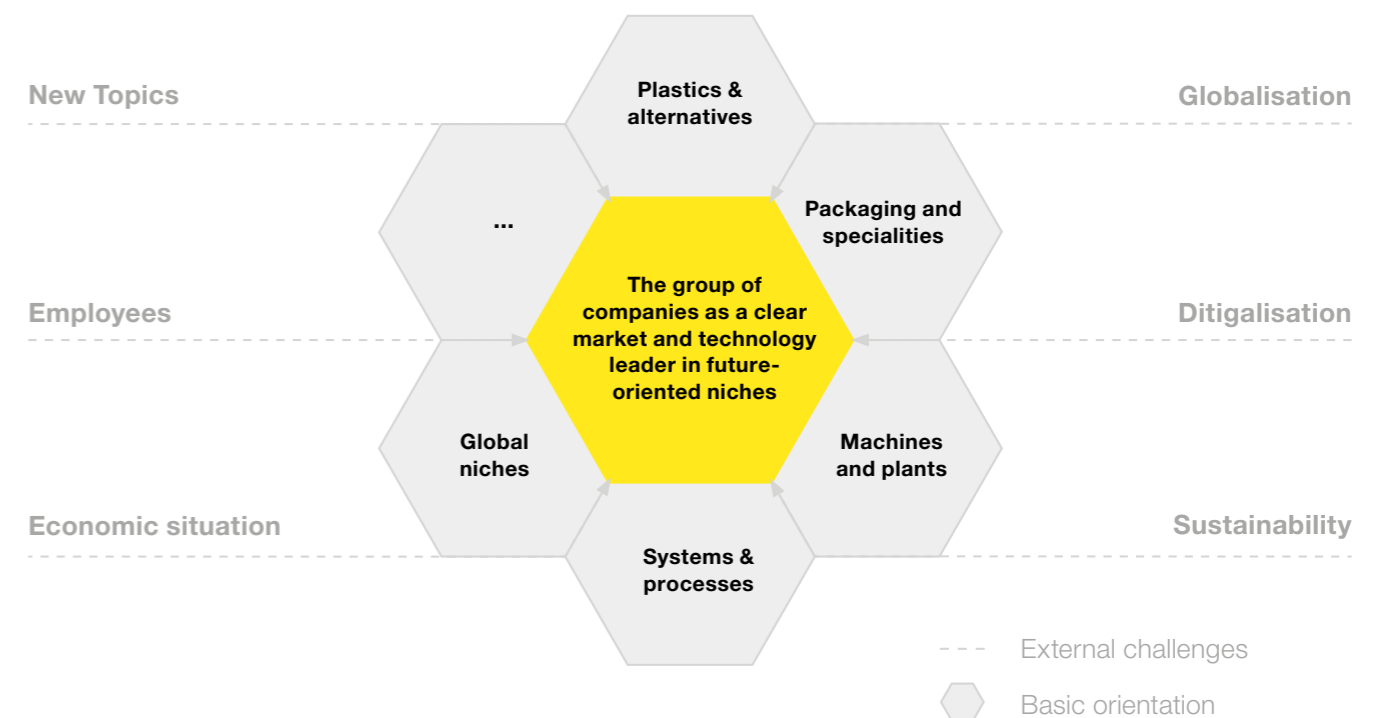 Plastics &
alternatives
New Topics
Globalisation
...
Packaging and
specialities
The group of
companies as a clear
market and technology
leader in future-
oriented niches
Employees
Ditigalisation
Global
niches
Machines
and plants
Economic situation
Sustainability
Systems &
processes
External challenges
Basic orientation